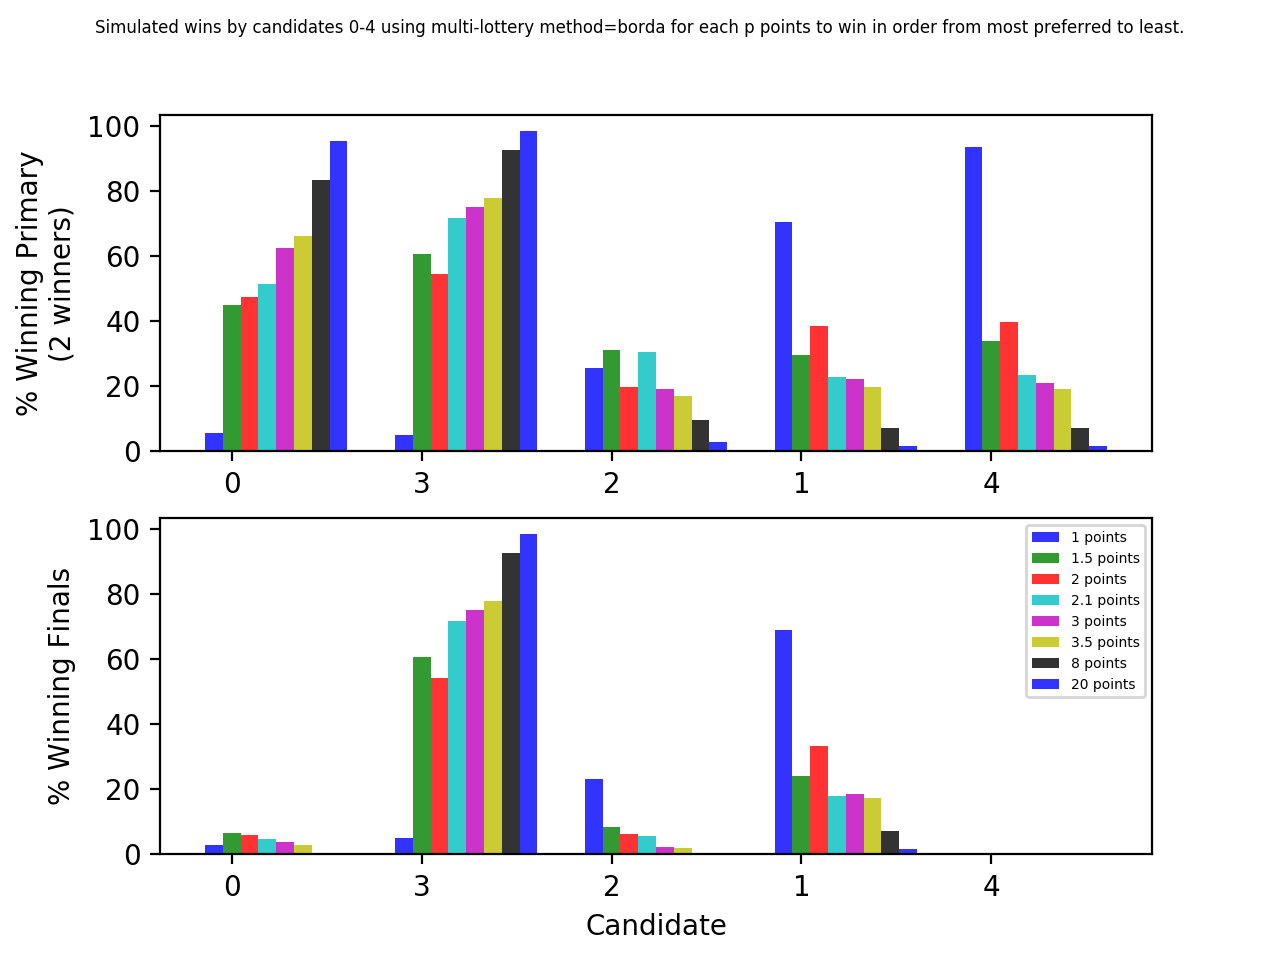 Simulated wins by candidates 0-4 using multi-lottery method=borda for each p points to win in order from most preferred to least.
% Winning Primary
(2 winners)
100
80
60
40
20
0
0 3 2 1 4
% Winning Finals
100
80
60
40
20
0
1 points
1.5 points
2 points
2.1 points
3 points
3.5 points
8 points
20 points
0 3 2 1 4
Candidate